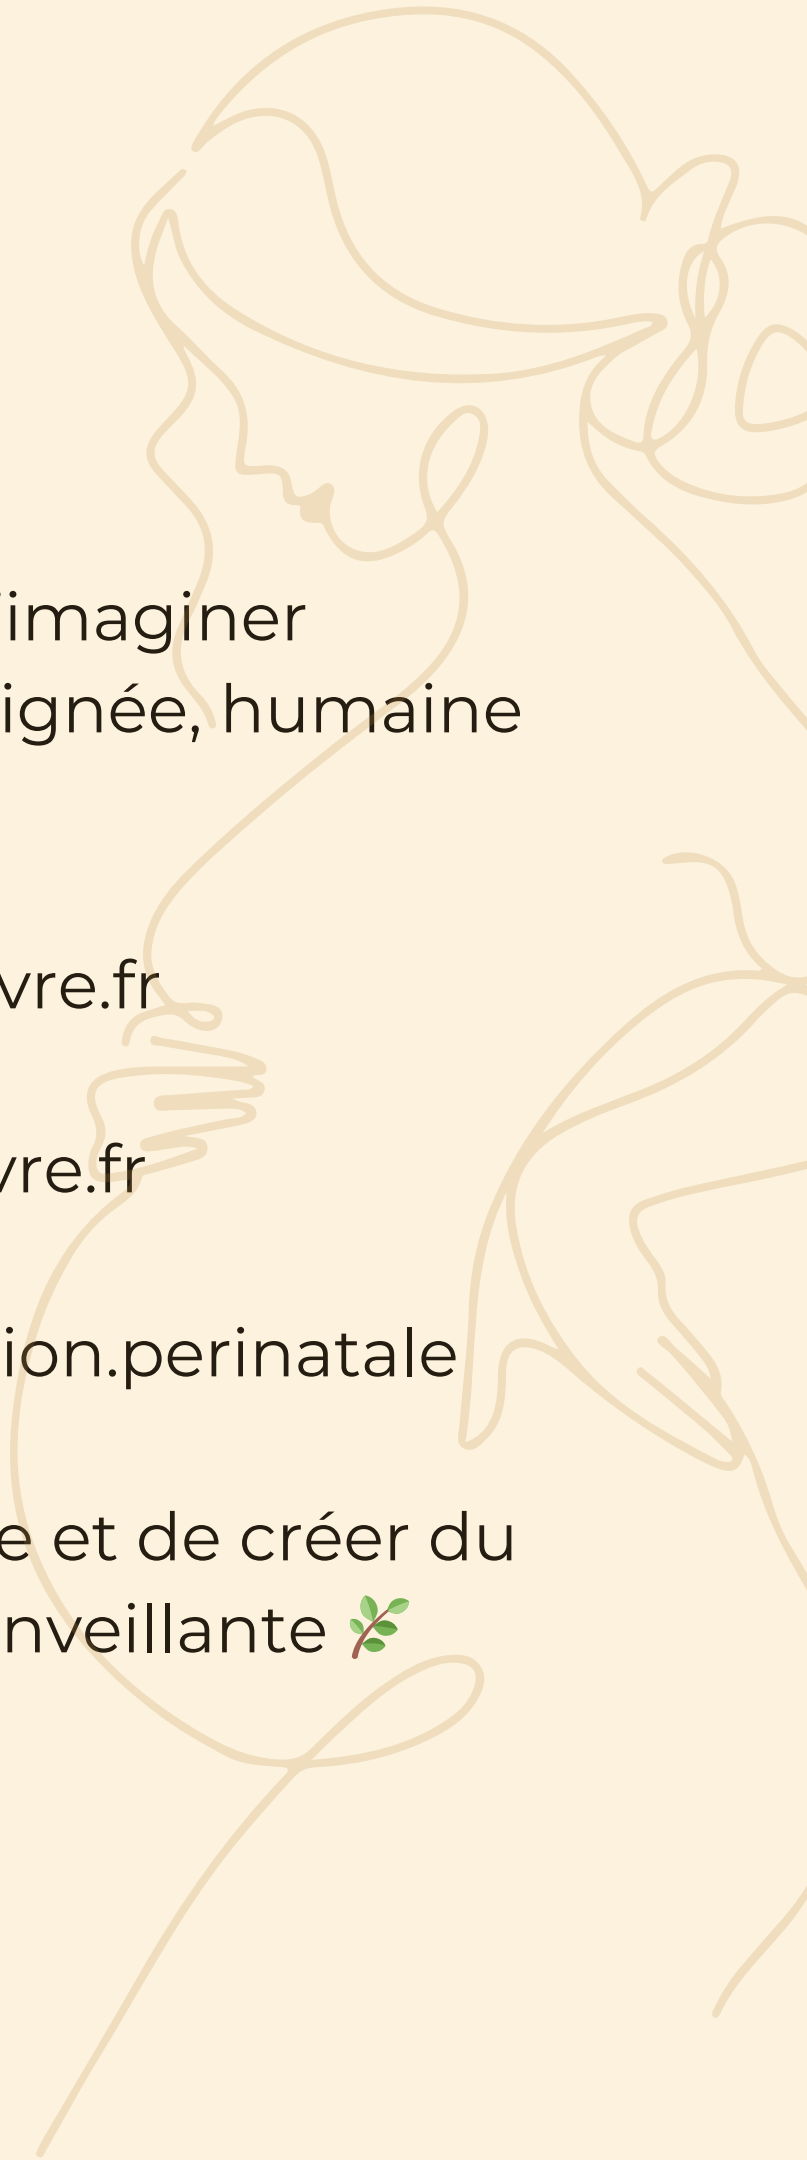 'imaginer
ignée, humaine
vre.fr
vre.fr
ion.perinatale
e et de créer du
nveillante 🌿